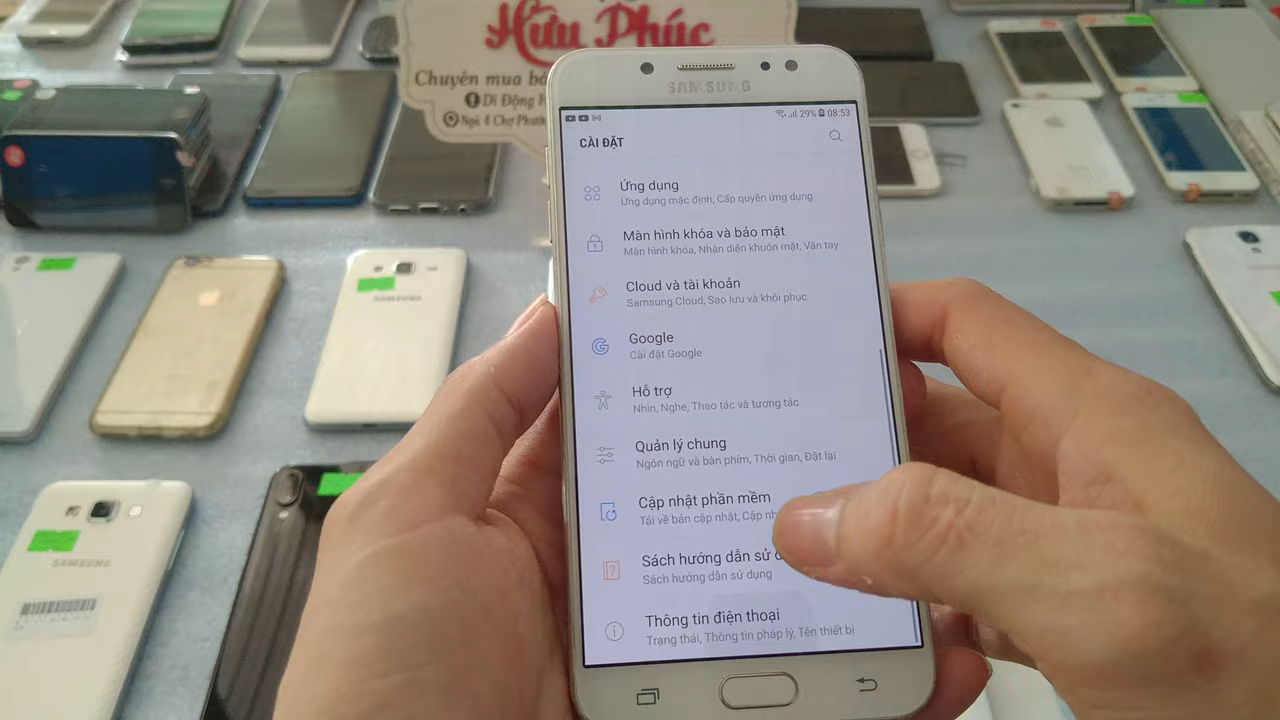 Hữu Phúc
Chuyên mua bá
Di Động
Ngõ 4 Chợ Phươn
SAMSUNG
29% 08:53
CÀI ĐẶT
Ứng dụng
Ứng dụng mặc định, Cấp quyền ứng dụng
Màn hình khóa và bảo mật
Màn hình khóa, Nhận diện khuôn mặt, Vân tay
Cloud và tài khoản
Samsung Cloud, Sao lưu và khôi phục
Google
Cài đặt Google
Hỗ trợ
Nhìn, Nghe, Thao tác và tương tác
Quản lý chung
Ngôn ngữ và bàn phím, Thời gian, Đặt lại
Cập nhật phần mềm
Tải về bản cập nhật, Cập nh
Sách hướng dẫn sử d
Sách hướng dẫn sử dụng
Thông tin điện thoại
Trạng thái, Thông tin pháp lý, Tên thiết bị
SAMSUNG
SAMSUNG